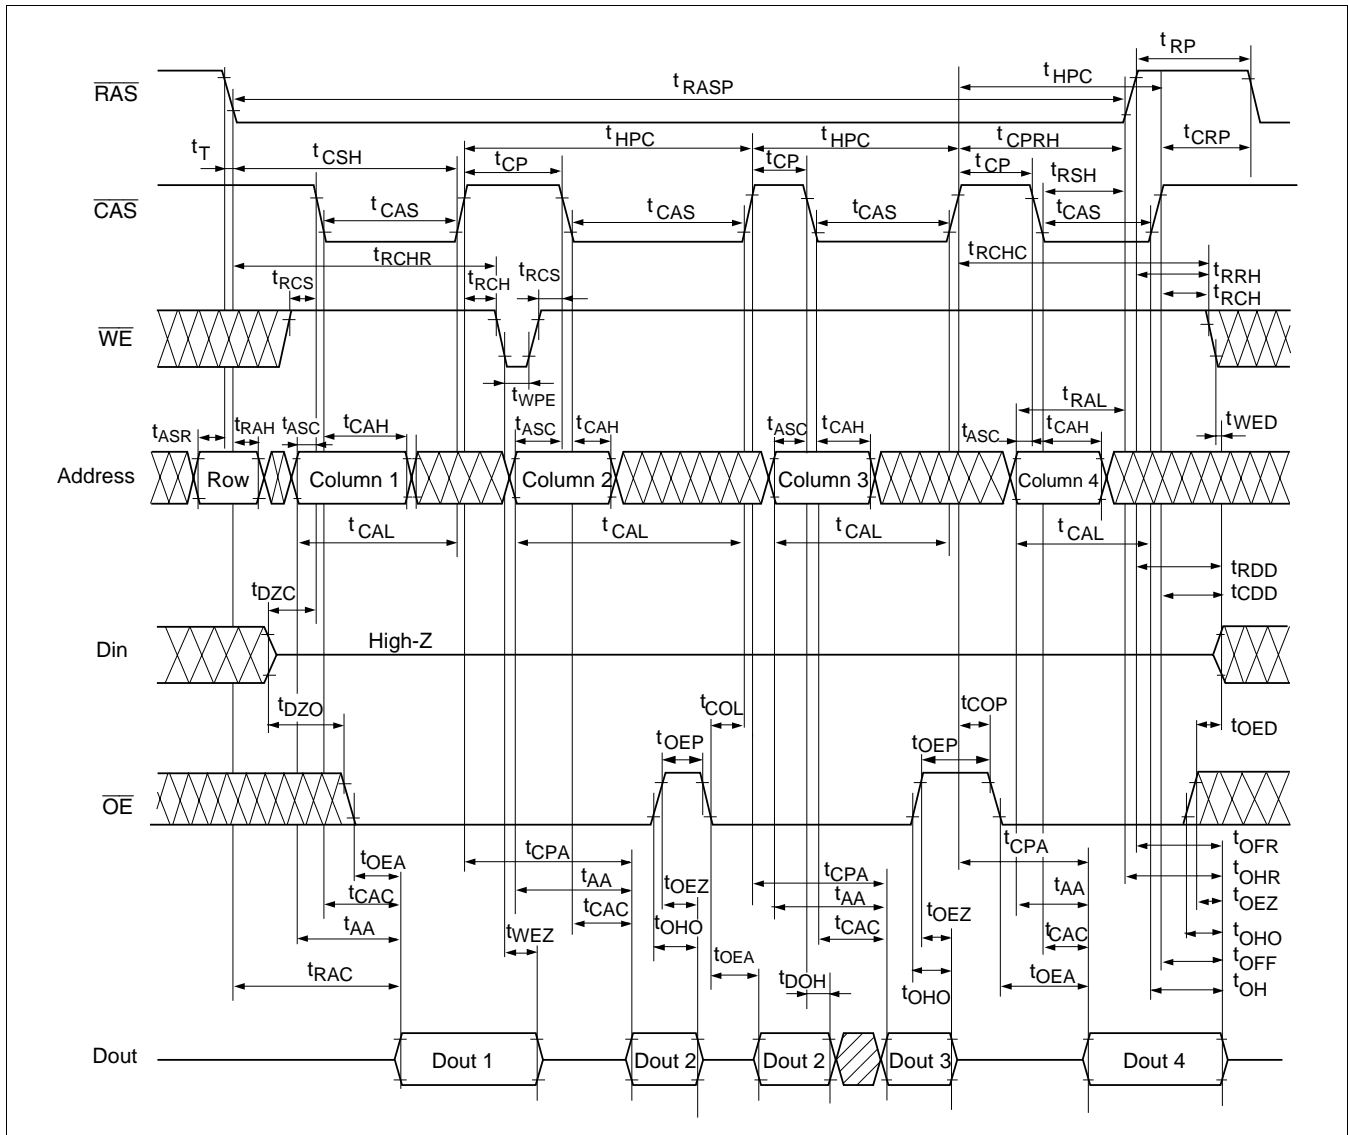 tRP
tHPC
RAS
tRASP
tHPC
tHPC
tCPRH
tT
tCSH
tCP
tCP
tCP
tCRP
tRSH
CAS
tCAS
tCAS
tCAS
tCAS
tRCHR
tRCHC
tRCS
tRCH
tRCS
tRRH
tRCH
WE
tWPE
tRAL
tASR
tRAH
tASC
tCAH
tASC
tCAH
tASC
tCAH
tASC
tCAH
tWED
Address
Row
Column 1
Column 2
Column 3
Column 4
tCAL
tCAL
tCAL
tCAL
tRDD
tCDD
tDZC
Din
High-Z
tDZO
tCOL
tCOP
tOEP
tOEP
tOED
OE
tOEA
tCPA
tCPA
tCPA
tOFR
tCAC
tAA
tOEZ
tAA
tAA
tOHR
tOEZ
tAA
tCAC
tOHO
tCAC
tOEZ
tCAC
tOHO
tWEZ
tOEA
tOFF
tRAC
tDOH
tOHO
tOEA
tOH
Dout
Dout 1
Dout 2
Dout 2
Dout 3
Dout 4